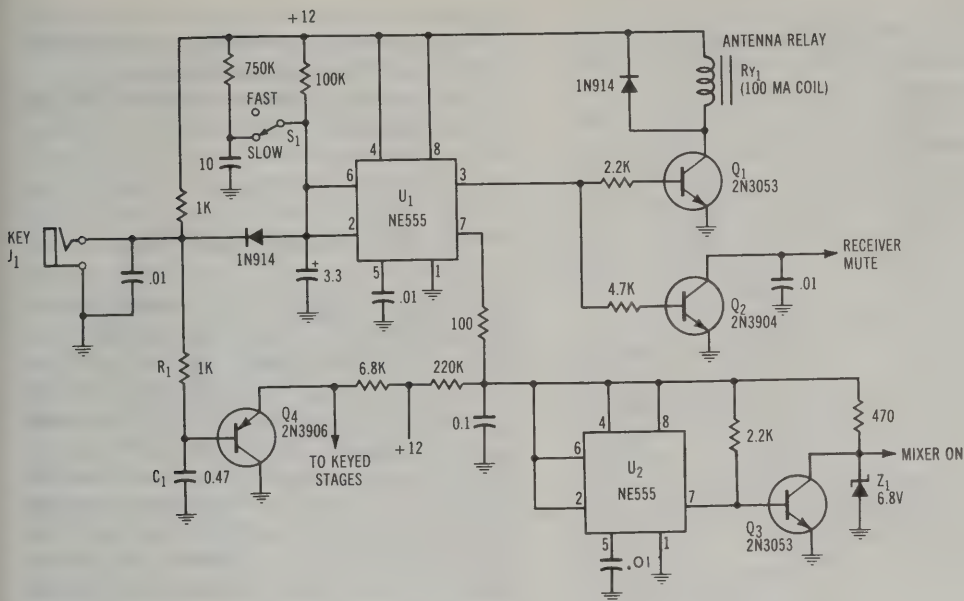 +12
750K
100K
FAST
S1
SLOW
10
1K
KEY
J1
.01
1N914
3.3
4
8
6
2
U1
NE555
3
7
5
1
.01
1N914
ANTENNA RELAY
RY1
(100 MA COIL)
2.2K
Q1
2N3053
4.7K
Q2
2N3904
RECEIVER
MUTE
.01
100
R1
1K
6.8K
220K
Q4
2N3906
C1
0.47
TO KEYED
STAGES
+12
0.1
4
8
6
2
U2
NE555
7
5
1
.01
2.2K
470
MIXER ON
Z1
6.8V
Q3
2N3053